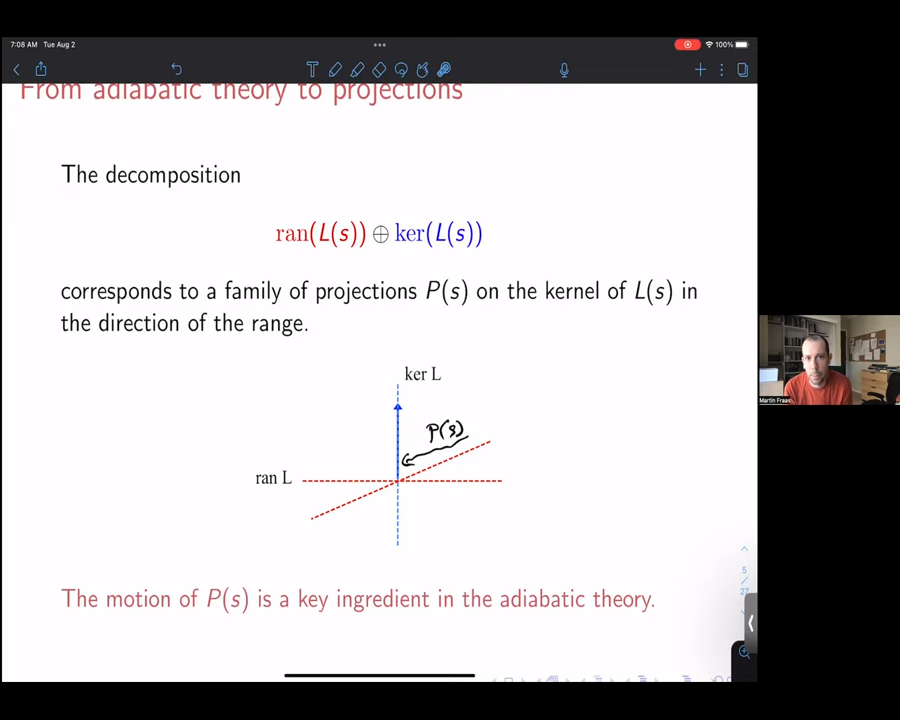 7:08 AM Tue Aug 2
100%
From adiabatic theory to projections
The decomposition
ran(L(s)) ⊕ ker(L(s))
corresponds to a family of projections P(s) on the kernel of L(s) in
the direction of the range.
ker L
P(s)
ran L
The motion of P(s) is a key ingredient in the adiabatic theory.
5
/
27
Martin Fraas